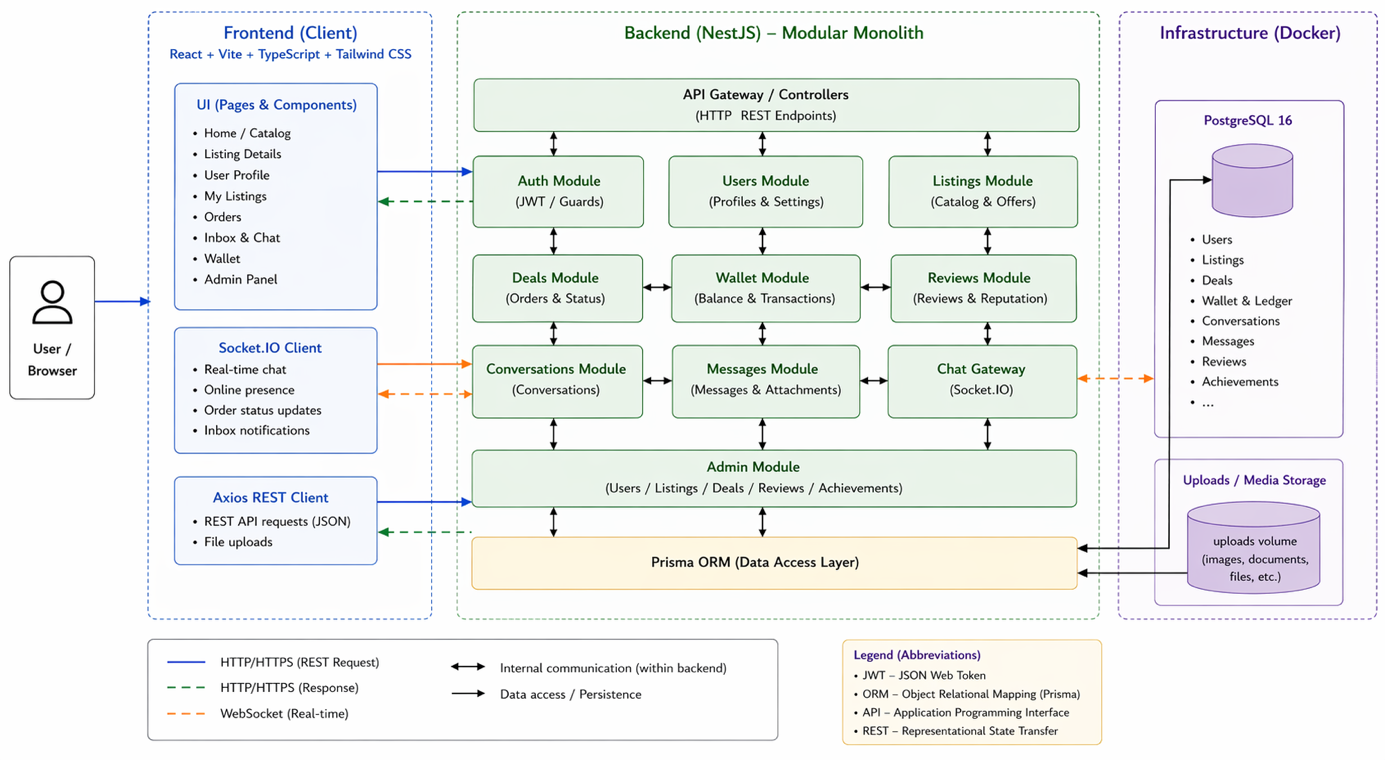 Frontend (Client)
React + Vite + TypeScript + Tailwind CSS
UI (Pages & Components)
• Home / Catalog
• Listing Details
• User Profile
• My Listings
• Orders
• Inbox & Chat
• Wallet
• Admin Panel
User /
Browser
Socket.IO Client
• Real-time chat
• Online presence
• Order status updates
• Inbox notifications
Axios REST Client
• REST API requests (JSON)
• File uploads
Backend (NestJS) – Modular Monolith
API Gateway / Controllers
(HTTP REST Endpoints)
Auth Module
(JWT / Guards)
Users Module
(Profiles & Settings)
Listings Module
(Catalog & Offers)
Deals Module
(Orders & Status)
Wallet Module
(Balance & Transactions)
Reviews Module
(Reviews & Reputation)
Conversations Module
(Conversations)
Messages Module
(Messages & Attachments)
Chat Gateway
(Socket.IO)
Admin Module
(Users / Listings / Deals / Reviews / Achievements)
Prisma ORM (Data Access Layer)
Infrastructure (Docker)
PostgreSQL 16
• Users
• Listings
• Deals
• Wallet & Ledger
• Conversations
• Messages
• Reviews
• Achievements
• ...
Uploads / Media Storage
uploads volume
(images, documents,
files, etc.)
HTTP/HTTPS (REST Request)
HTTP/HTTPS (Response)
WebSocket (Real-time)
Internal communication (within backend)
Data access / Persistence
Legend (Abbreviations)
• JWT – JSON Web Token
• ORM – Object Relational Mapping (Prisma)
• API – Application Programming Interface
• REST – Representational State Transfer